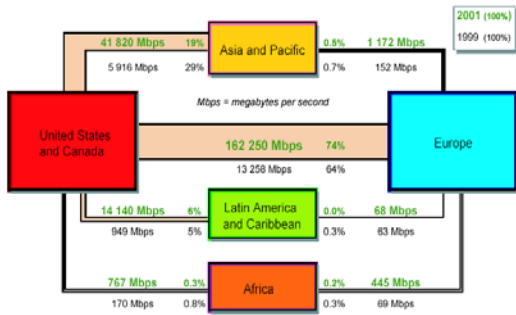 41 820 Mbps 19% Asia and Pacific 0.5% 1 172 Mbps 2001 (100%)
5 916 Mbps 29% 0.7% 152 Mbps 1999 (100%)
Mbps = megabytes per second
United States
and Canada
162 250 Mbps 74%
Europe
13 258 Mbps 64%
14 140 Mbps 6% Latin America
and Caribbean 0.0% 68 Mbps
949 Mbps 5% 0.3% 63 Mbps
767 Mbps 0.3% Africa 0.2% 445 Mbps
170 Mbps 0.8% 0.3% 69 Mbps